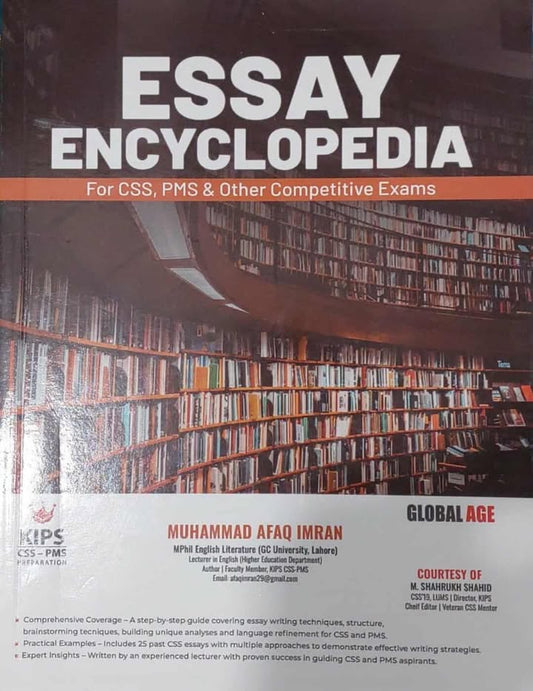 ESSAY
ENCYCLOPEDIA
For CSS, PMS & Other Competitive Exams
GLOBAL AGE
KIPS
CSS – PMS
PREPARATION
MUHAMMAD AFAQ IMRAN
MPhil English Literature (GC University, Lahore)
Lecturer in English (Higher Education Department)
Author | Faculty Member, KIPS CSS-PMS
Email: afaqimran29@gmail.com
COURTESY OF
M. SHAHRUKH SHAHID
CSS'19, LUMS | Director, KIPS
Cheif Editor | Veteran CSS Mentor
Comprehensive Coverage – A step-by-step guide covering essay writing techniques, structure,
brainstorming tecniques, building unique analyses and language refinement for CSS and PMS.
Practical Examples – Includes 25 past CSS essays with multiple approaches to demonstrate effective writing strategies.
Expert Insights – Written by an experienced lecturer with proven success in guiding CSS and PMS aspirants.